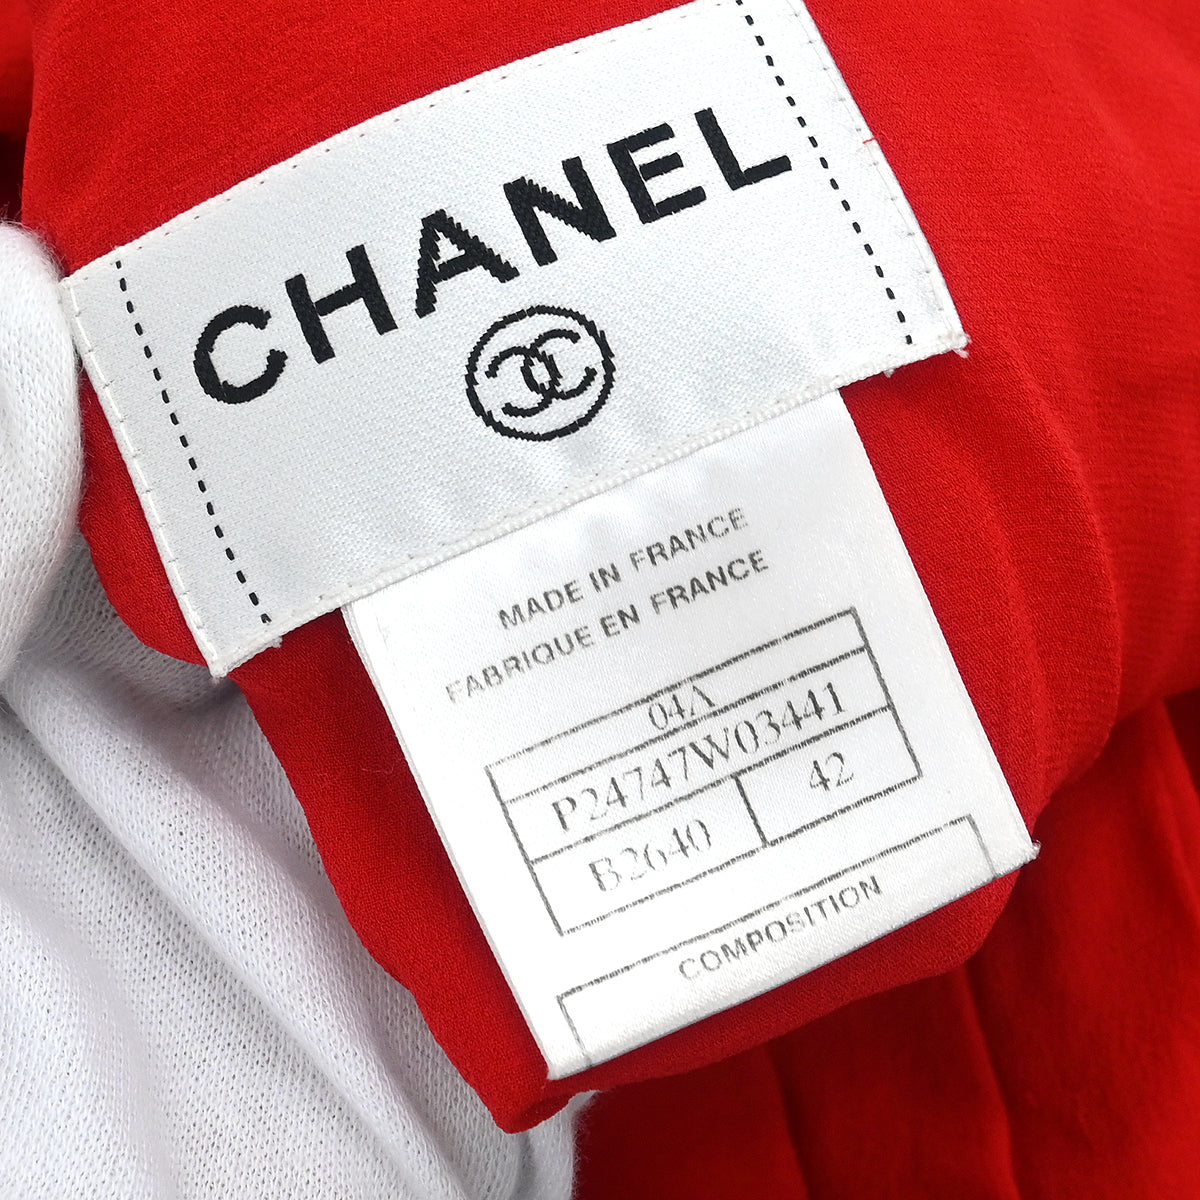 CHANEL
MADE IN FRANCE
FABRIQUE EN FRANCE
04A
P24747W03441
B2640 42
COMPOSITION